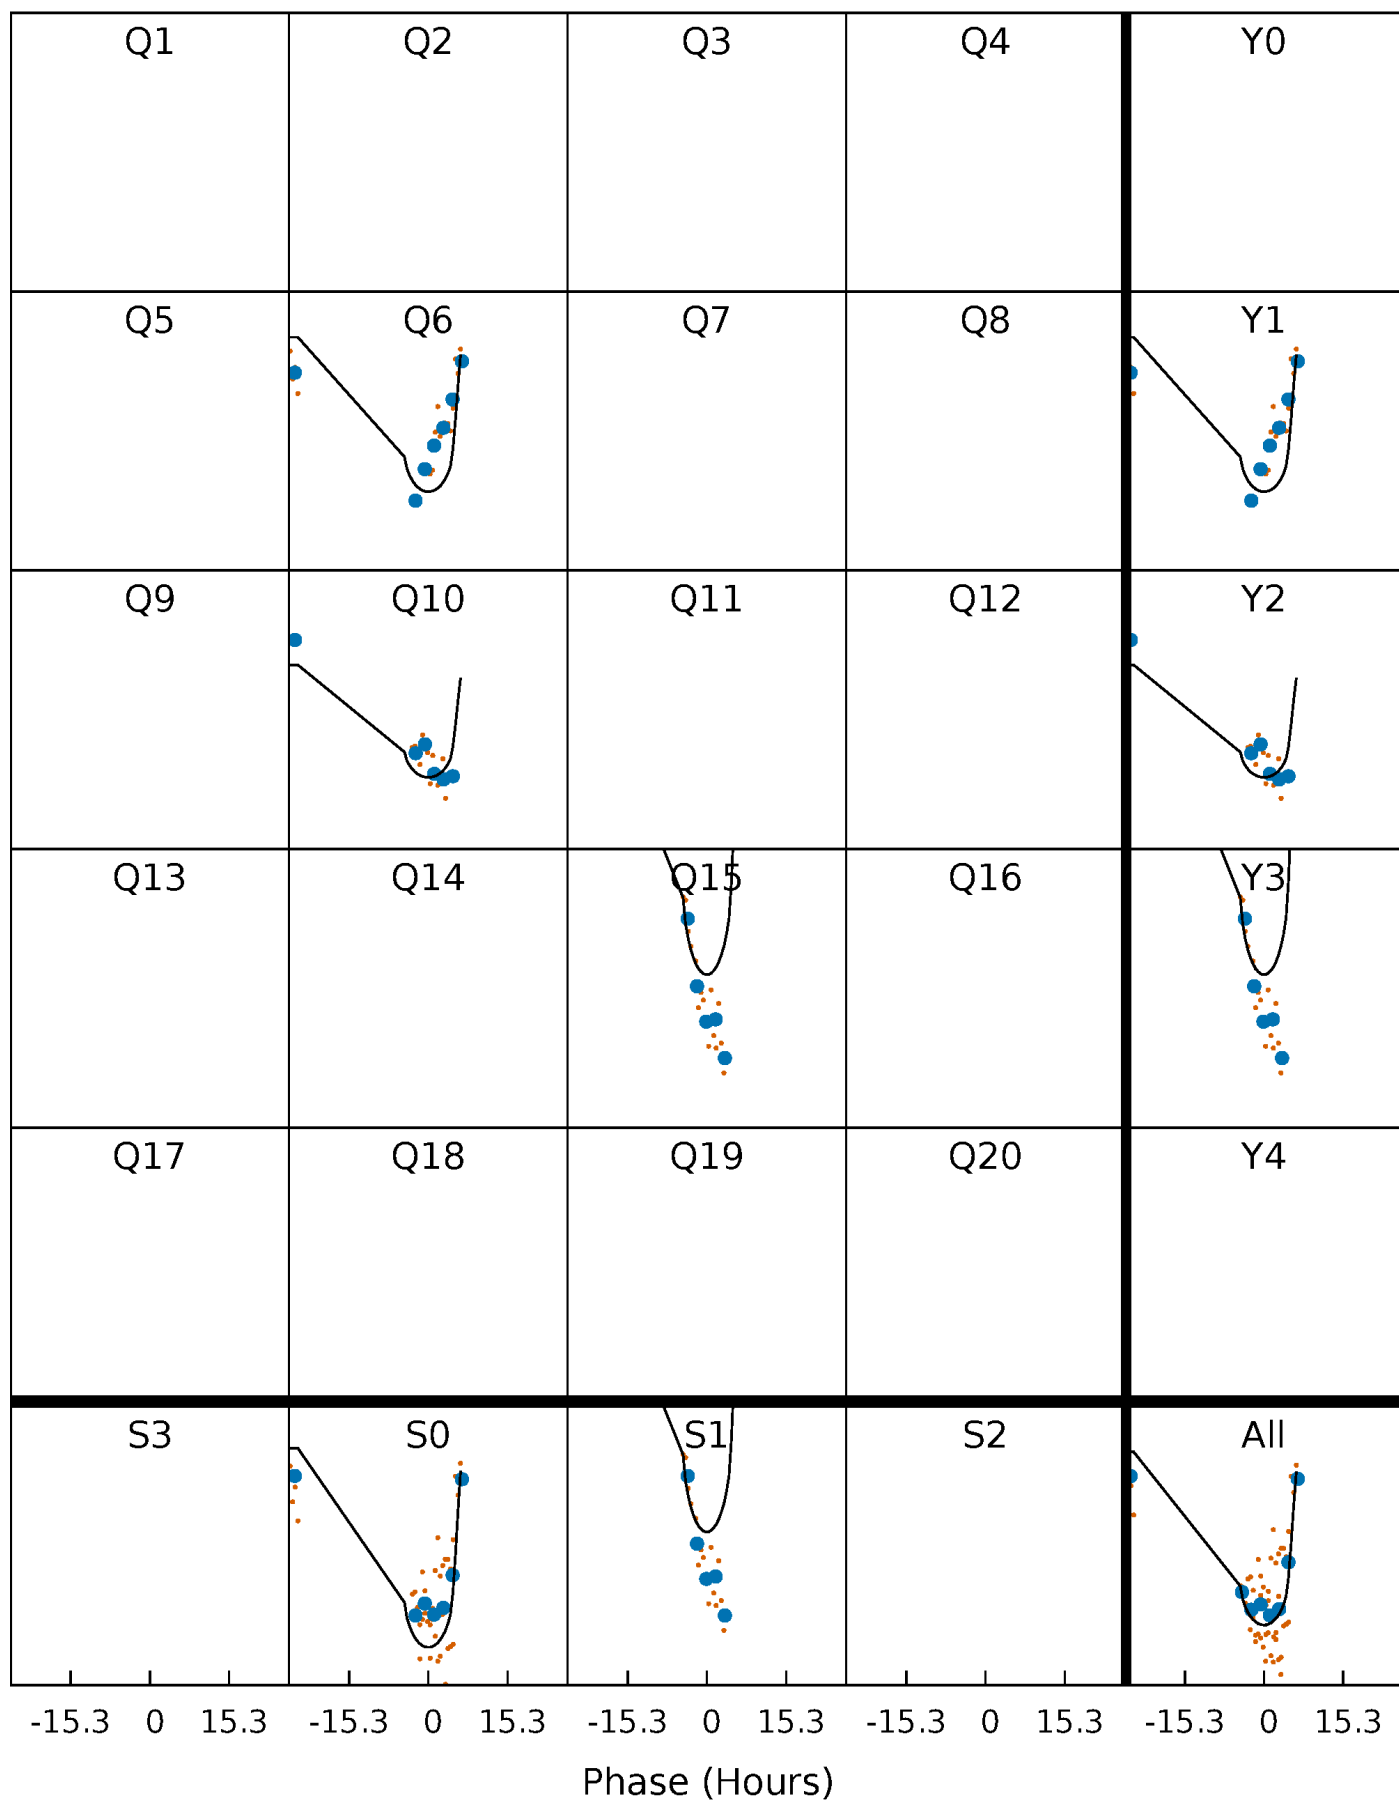 Q1 Q2 Q3 Q4 Y0
Q5 Q6 Q7 Q8 Y1
Q9 Q10 Q11 Q12 Y2
Q13 Q14 Q15 Q16 Y3
Q17 Q18 Q19 Q20 Y4
S3 S0 S1 S2 All
-15.3 0 15.3 -15.3 0 15.3 -15.3 0 15.3 -15.3 0 15.3 -15.3 0 15.3
Phase (Hours)